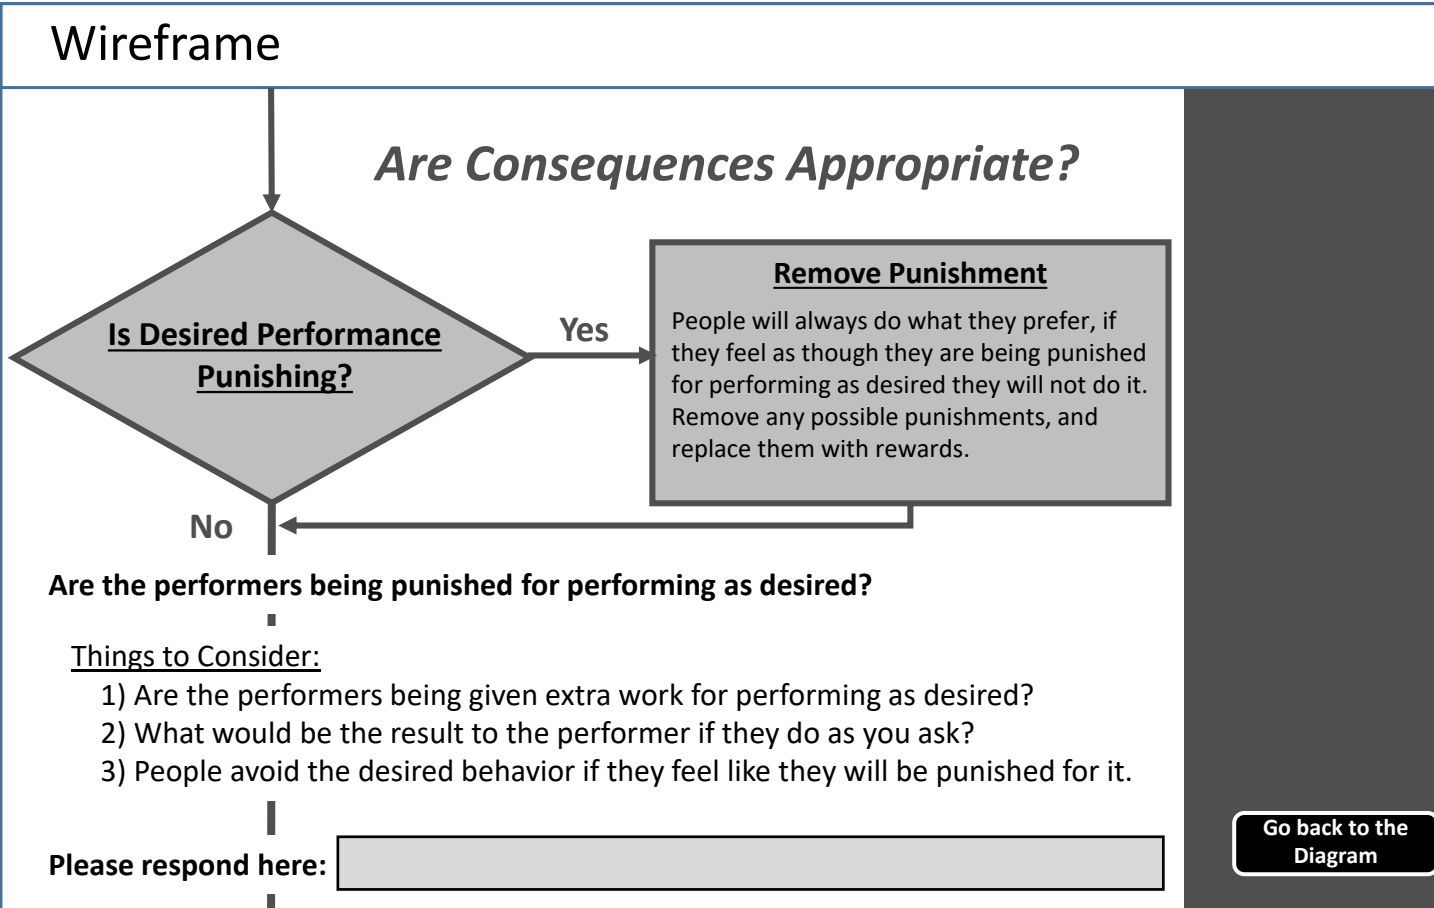 Wireframe
Are Consequences Appropriate?
Is Desired Performance
Punishing?
Yes
Remove Punishment
People will always do what they prefer, if
they feel as though they are being punished
for performing as desired they will not do it.
Remove any possible punishments, and
replace them with rewards.
No
Are the performers being punished for performing as desired?
Things to Consider:
1) Are the performers being given extra work for performing as desired?
2) What would be the result to the performer if they do as you ask?
3) People avoid the desired behavior if they feel like they will be punished for it.
Please respond here:
Go back to the
Diagram